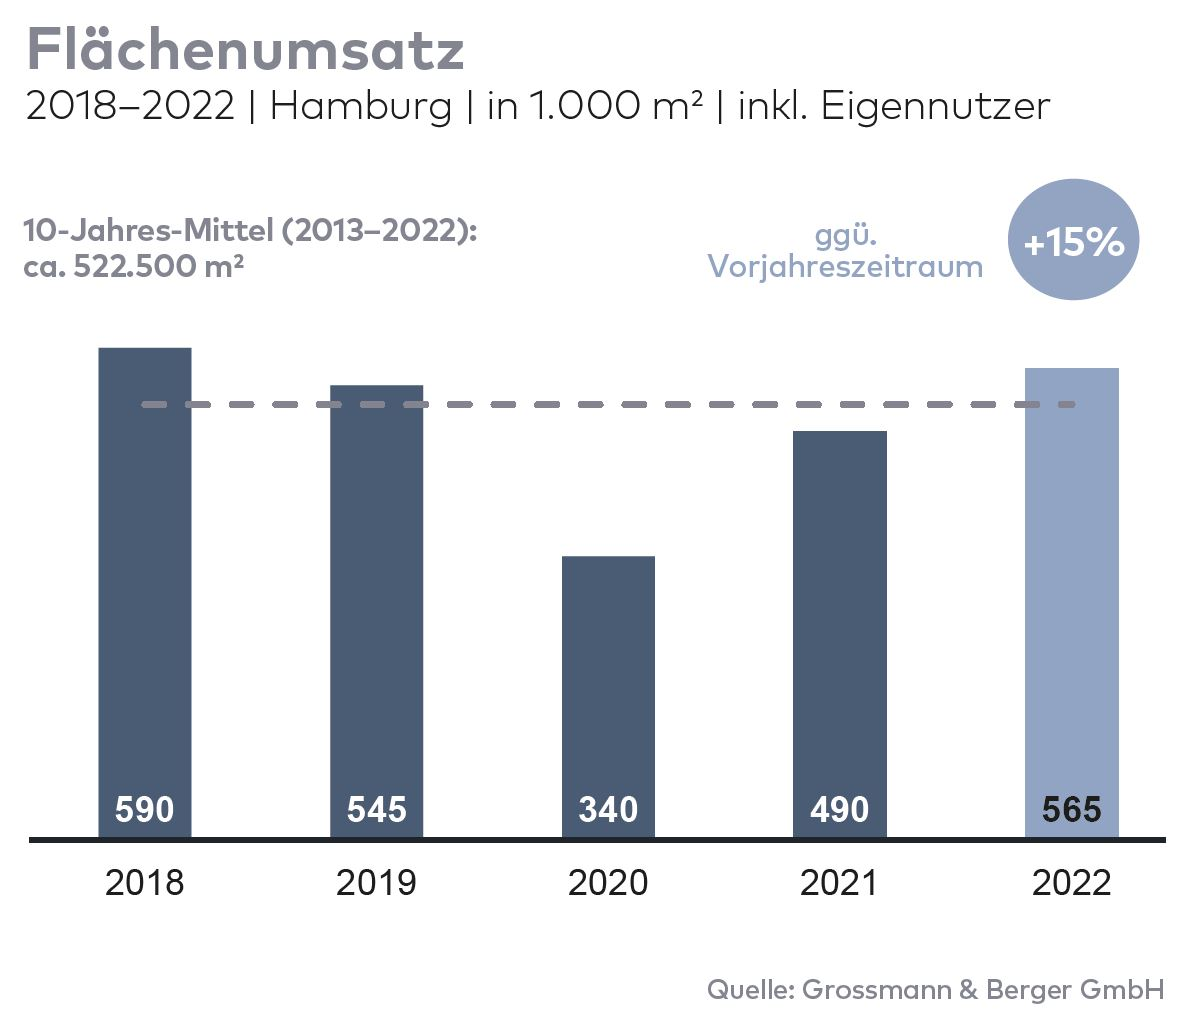 Flächenumsatz
2018–2022 | Hamburg | in 1.000 m² | inkl. Eigennutzer
10-Jahres-Mittel (2013–2022):
ca. 522.500 m²
ggü.
Vorjahreszeitraum
+15%
590 545 340 490 565
2018 2019 2020 2021 2022
Quelle: Grossmann & Berger GmbH